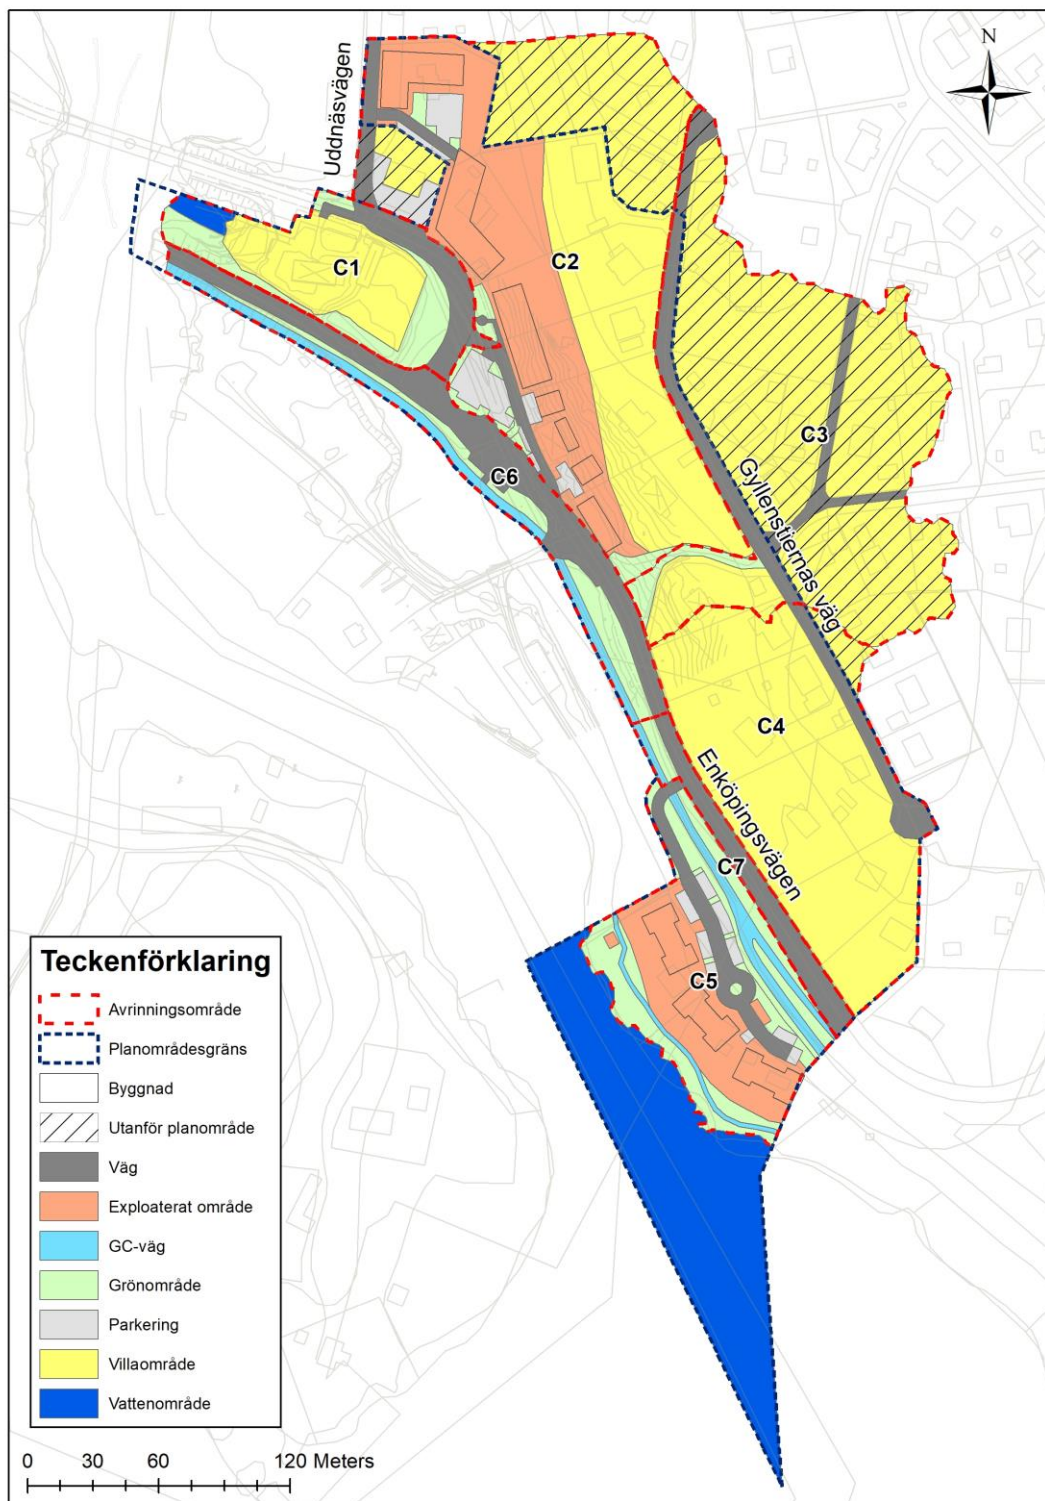 N
Uddnäsvägen
C1
C2
C3
C6
Gyllenstiernas väg
C4
Enköpingsvägen
C7
C5
Teckenförklaring
Avrinningsområde
Planområdesgräns
Byggnad
Utanför planområde
Väg
Exploaterat område
GC-väg
Grönområde
Parkering
Villaområde
Vattenområde
0 30 60 120 Meters